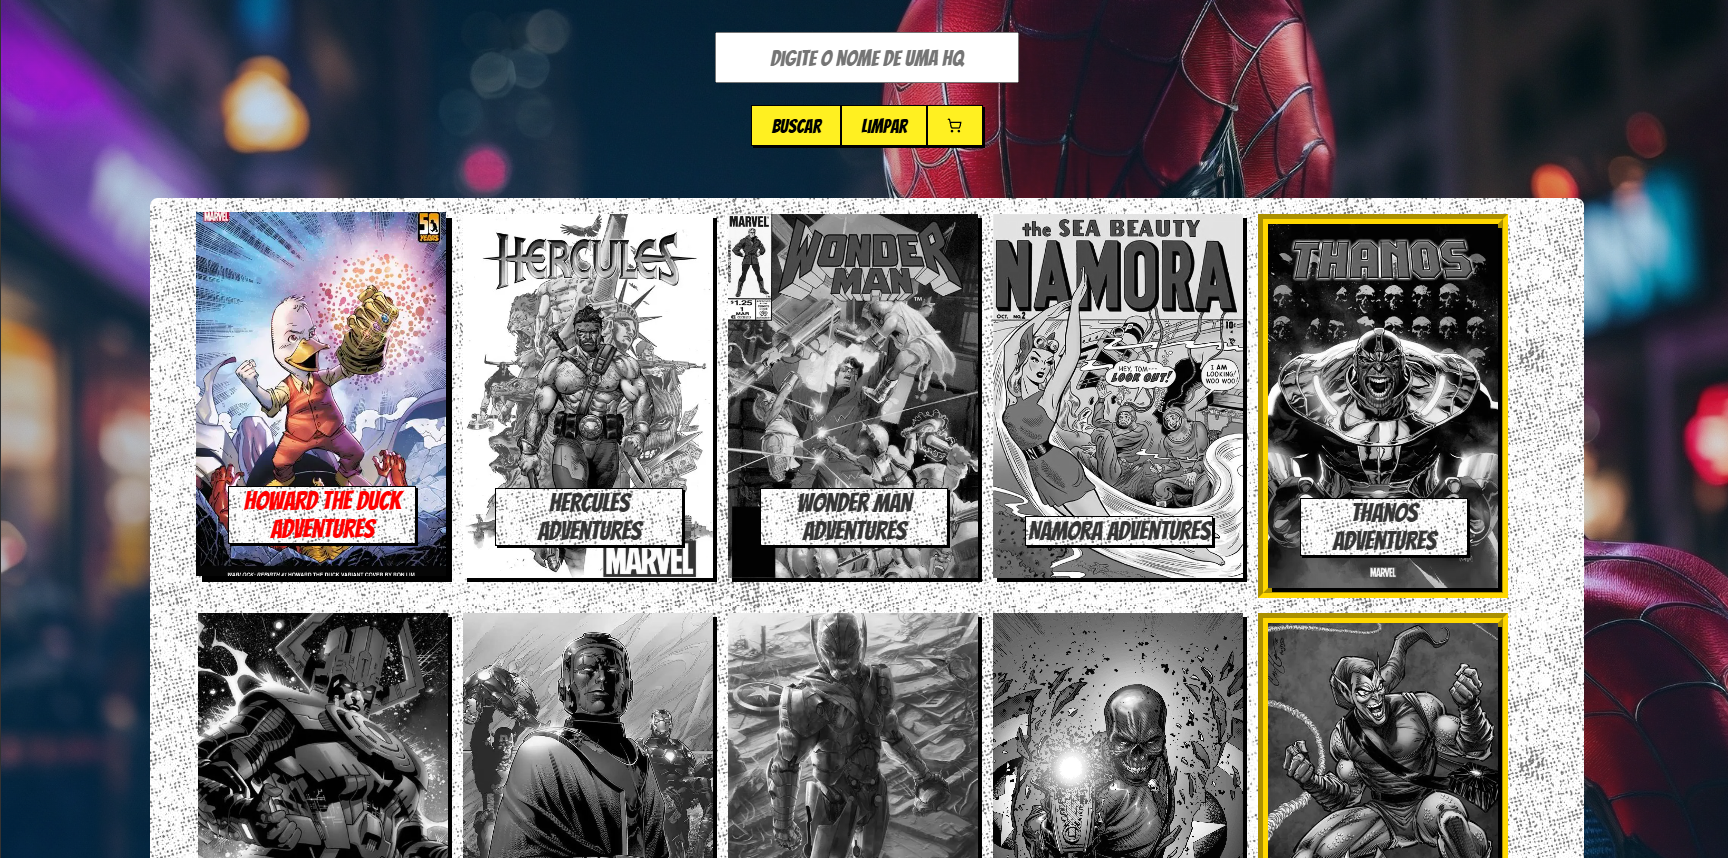 DIGITE O NOME DE UMA HQ
BUSCAR
LIMPAR
MARVEL
50
YEARS
HOWARD THE DUCK
ADVENTURES
WARLOCK: REBIRTH #1 HOWARD THE DUCK VARIANT COVER BY RON LIM
HERCULES
HERCULES
ADVENTURES
MARVEL
MARVEL
$1.25
1
MAR
WONDER
MAN
TM
WONDER MAN
ADVENTURES
the SEA BEAUTY
NAMORA
OCT. NO.2
10¢
HEY, TOM---
LOOK OUT!
I AM
LOOKING!
WOO WOO!
N
NAMORA ADVENTURES
THANOS
THANOS
ADVENTURES
MARVEL